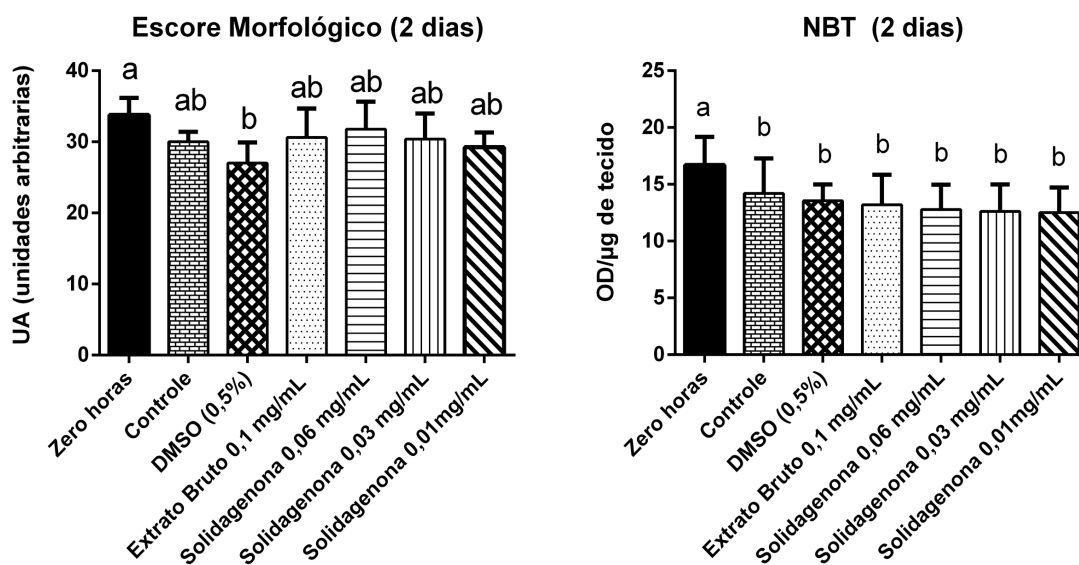 Escore Morfológico (2 dias)
UA (unidades arbitrarias)
40
30
20
10
0
a
ab
b
ab
ab
ab
ab
Zero horas
Controle
DMSO (0,5%)
Extrato Bruto 0,1 mg/mL
Solidagenona 0,06 mg/mL
Solidagenona 0,03 mg/mL
Solidagenona 0,01mg/mL
NBT (2 dias)
OD/µg de tecido
25
20
15
10
5
0
a
b
b
b
b
b
b
Zero horas
Controle
DMSO (0,5%)
Extrato Bruto 0,1 mg/mL
Solidagenona 0,06 mg/mL
Solidagenona 0,03 mg/mL
Solidagenona 0,01mg/mL